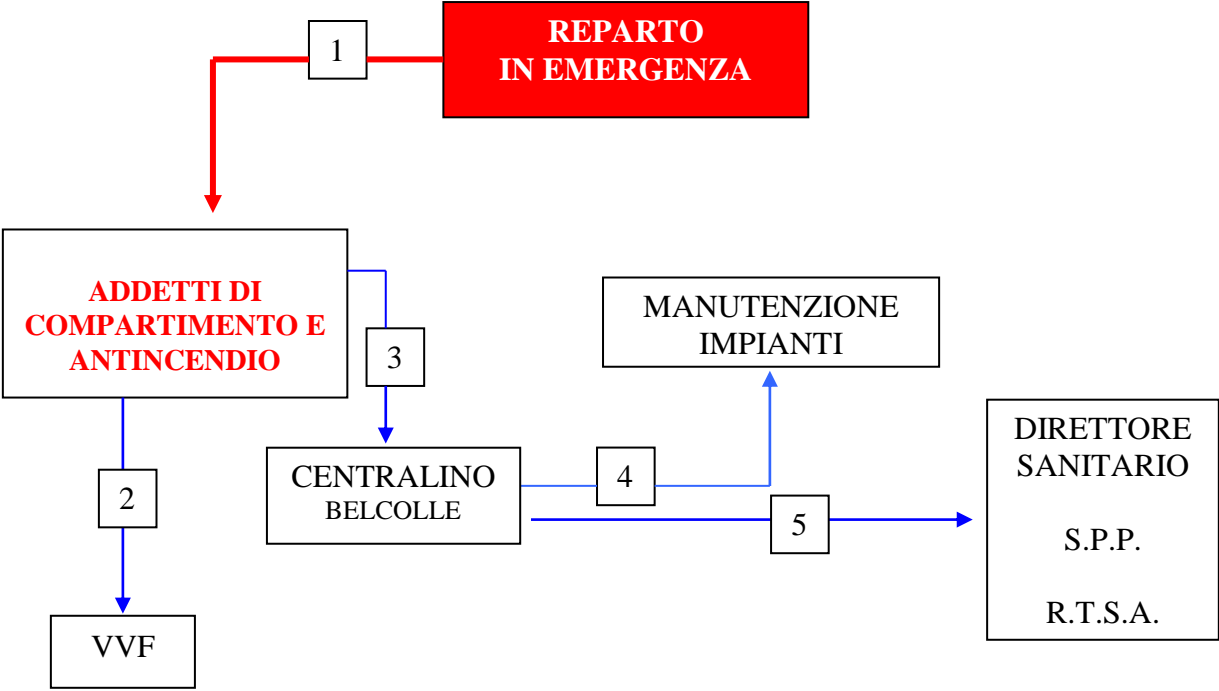 1
REPARTO
IN EMERGENZA
ADDETTI DI
COMPARTIMENTO E
ANTINCENDIO
3
MANUTENZIONE
IMPIANTI
2
CENTRALINO
BELCOLLE
4
5
DIRETTORE
SANITARIO
S.P.P.
R.T.S.A.
VVF